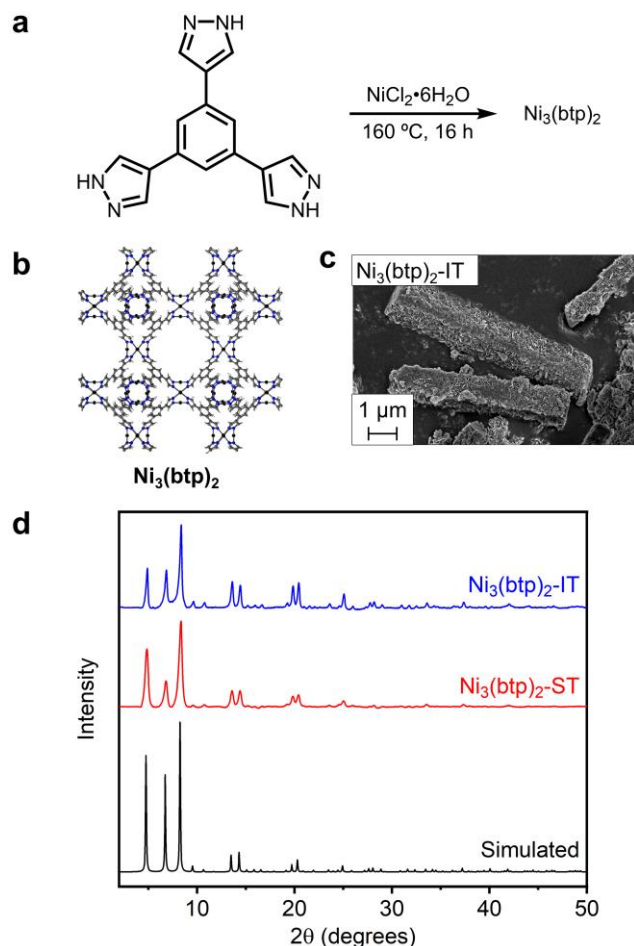 a
N
NH
HN
N
N
N
H
NiCl₂•6H₂O
160 ºC, 16 h
Ni₃(btp)₂
b
Ni₃(btp)₂
c
Ni₃(btp)₂-IT
1 µm
d
Ni₃(btp)₂-IT
Ni₃(btp)₂-ST
Simulated
Intensity
10
20
30
40
50
2θ (degrees)